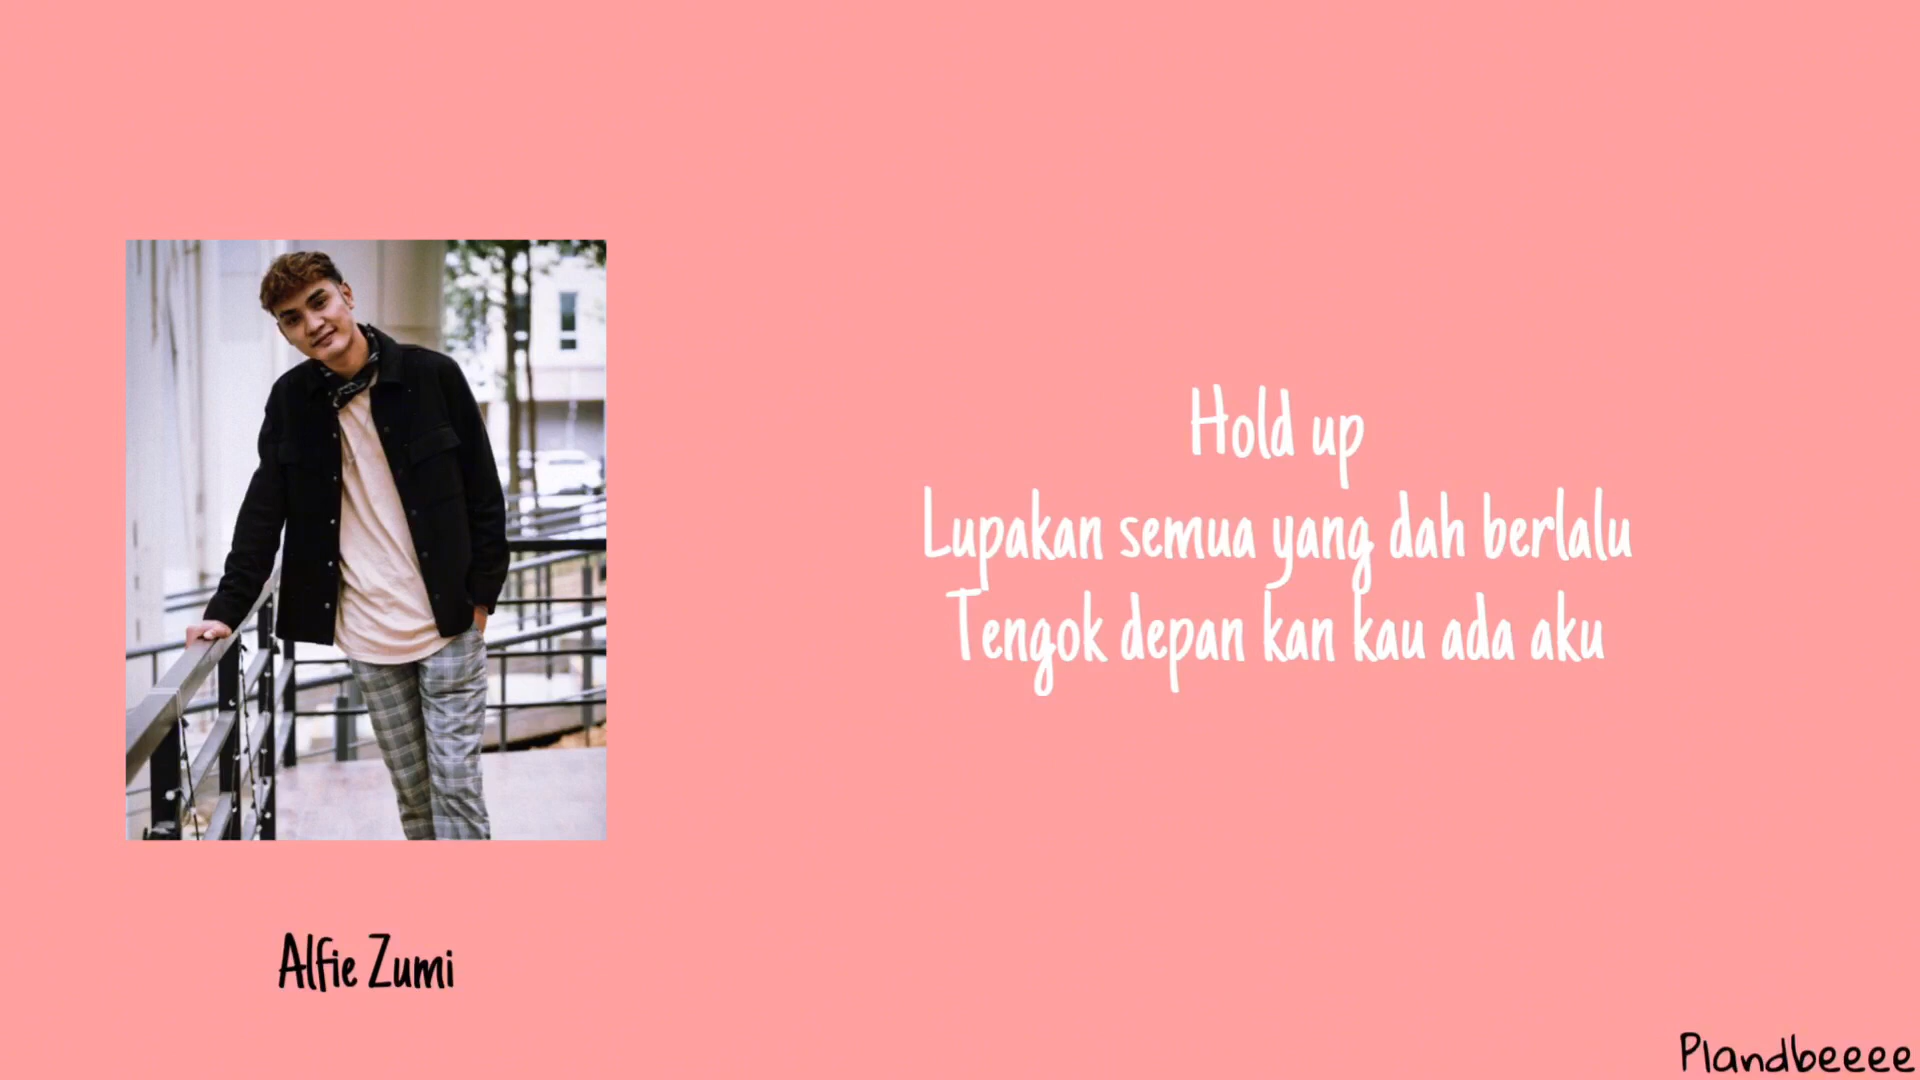 Hold up
Lupakan semua yang dah berlalu
Tengok depan kan kau ada aku
Alfie Zumi
Plandbeeee